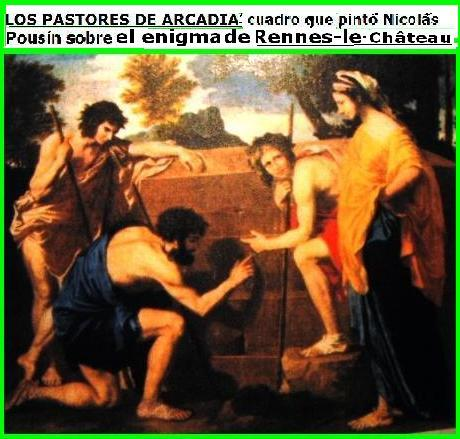 LOS PASTORES DE ARCADIA: cuadro que pintó Nicolás
Pousín sobre el enigma de Rennes-le-Château